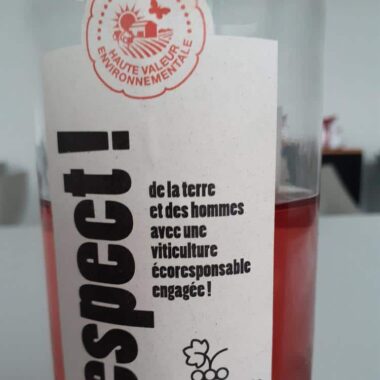 HAUTE VALEUR
ENVIRONNEMENTALE
espect !
de la terre
et des hommes
avec une
viticulture
écoresponsable
engagée !